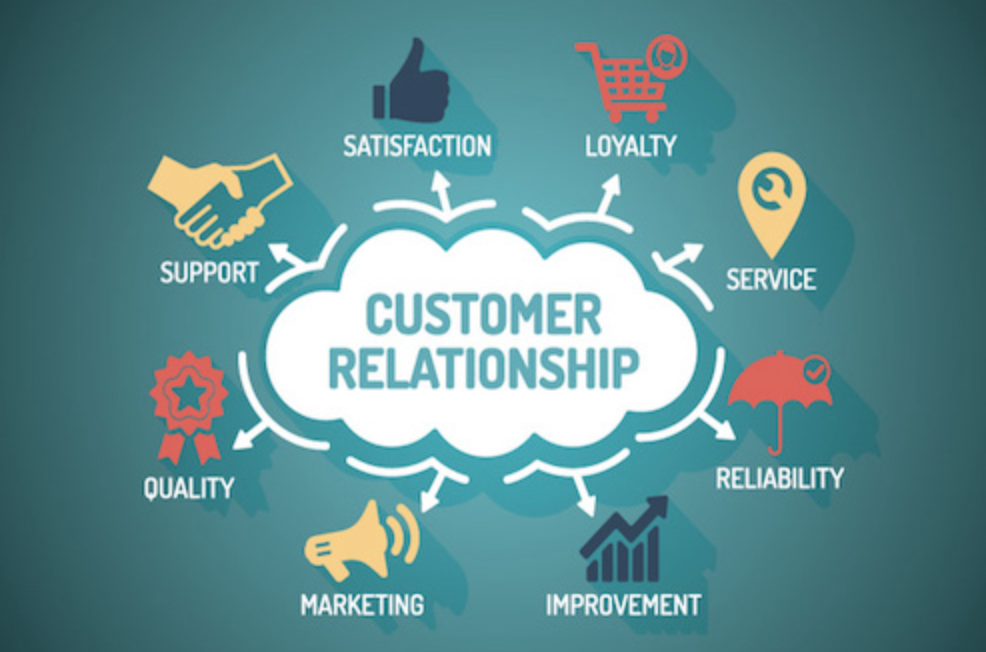 SATISFACTION
LOYALTY
SUPPORT
SERVICE
CUSTOMER
RELATIONSHIP
QUALITY
RELIABILITY
MARKETING
IMPROVEMENT